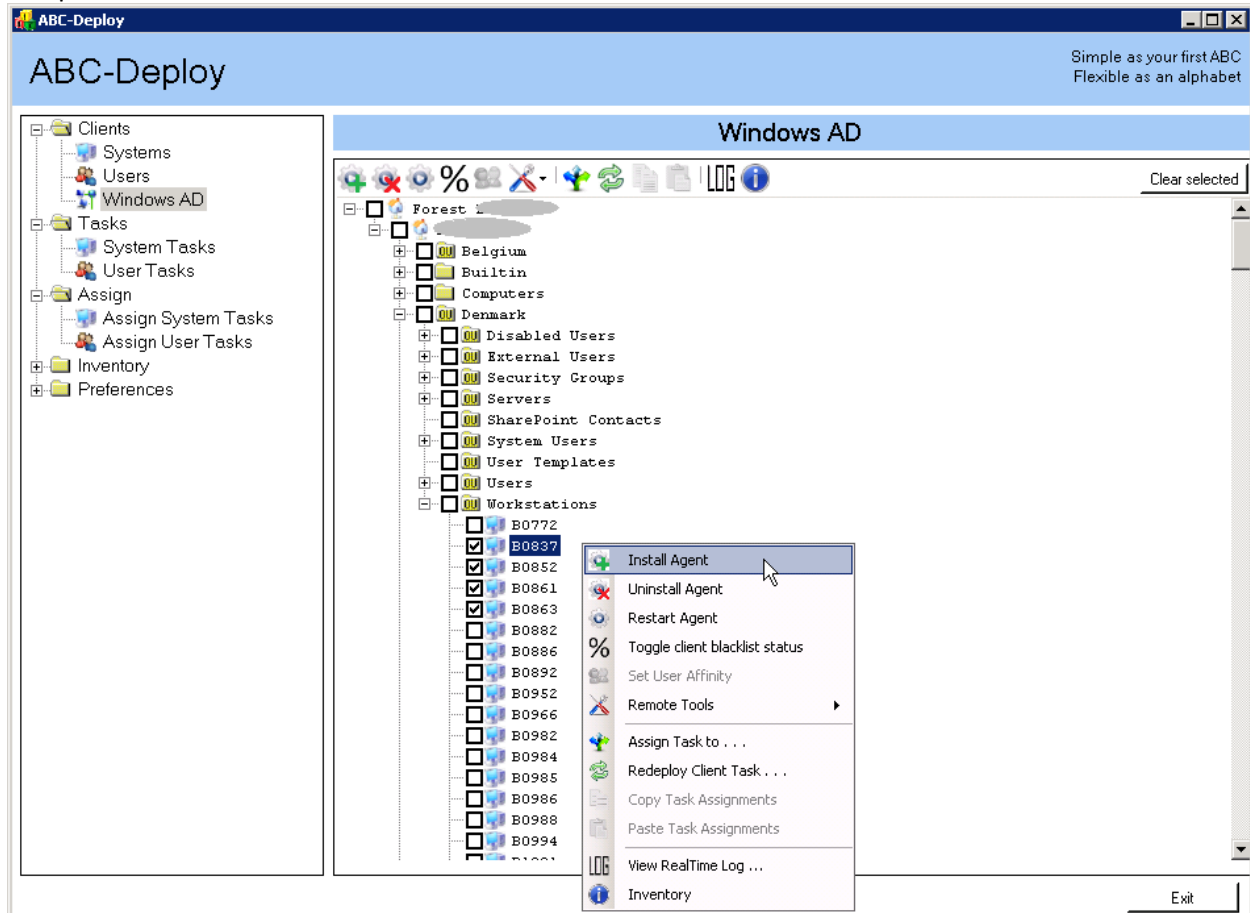 ABC-Deploy
ABC-Deploy
Simple as your first ABC
Flexible as an alphabet
Clients
Systems
Users
Windows AD
Tasks
System Tasks
User Tasks
Assign
Assign System Tasks
Assign User Tasks
Inventory
Preferences
Windows AD
% LOG i
Clear selected
Forest
Belgium
Builtin
Computers
OU Denmark
OU Disabled Users
OU External Users
OU Security Groups
OU Servers
OU SharePoint Contacts
OU System Users
OU User Templates
OU Users
OU Workstations
B0772
B0837
B0852
B0861
B0863
B0882
B0886
B0892
B0952
B0966
B0982
B0984
B0985
B0986
B0988
B0994
Install Agent
Uninstall Agent
Restart Agent
% Toggle client blacklist status
Set User Affinity
Remote Tools
Assign Task to . . .
Redeploy Client Task . . .
Copy Task Assignments
Paste Task Assignments
LOG View RealTime Log ...
i Inventory
Exit